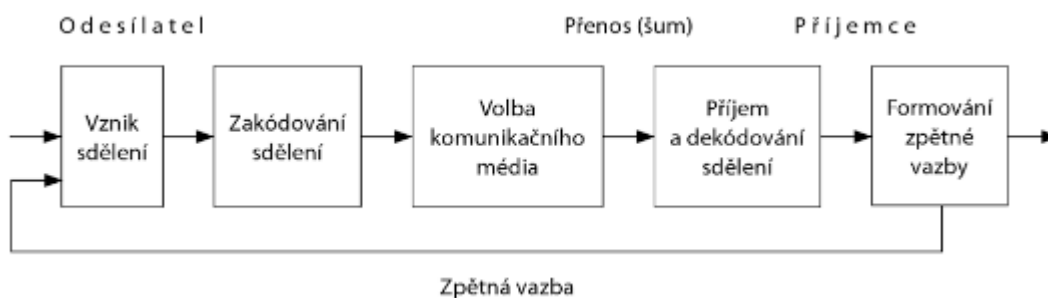 Odesílatel
Přenos (šum)
Příjemce
Vznik
sdělení
Zakódování
sdělení
Volba
komunikačního
média
Příjem
a dekódování
sdělení
Formování
zpětné
vazby
Zpětná vazba